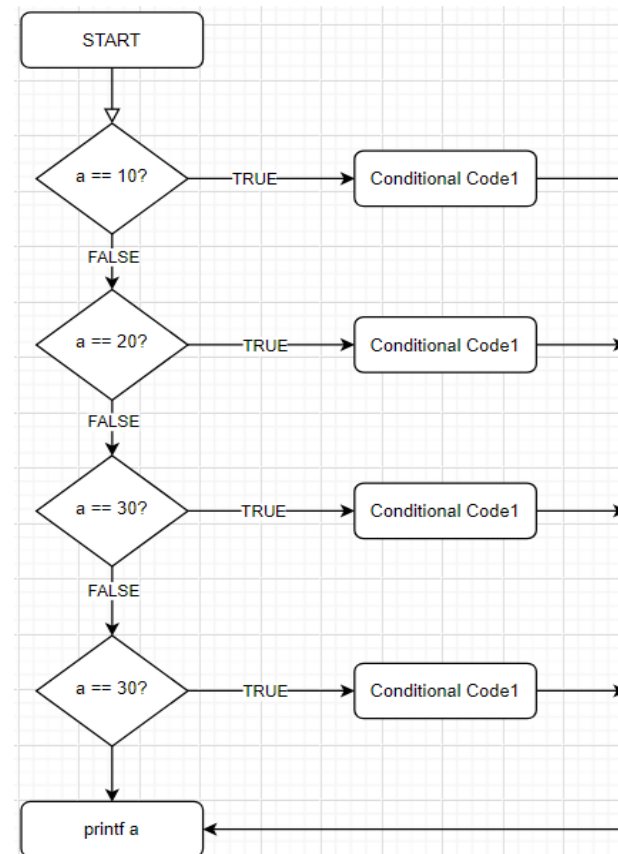 START
a == 10?
TRUE
Conditional Code1
FALSE
a == 20?
TRUE
Conditional Code1
FALSE
a == 30?
TRUE
Conditional Code1
FALSE
a == 30?
TRUE
Conditional Code1
printf a